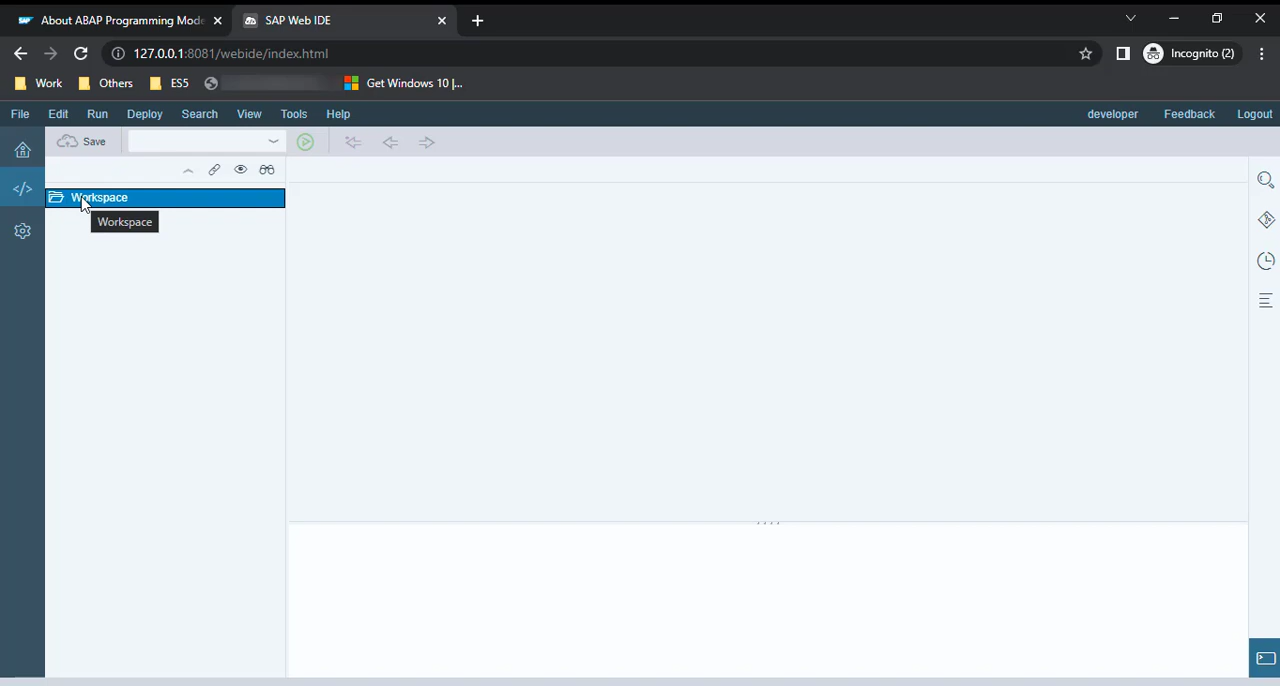 About ABAP Programming Mode
SAP Web IDE
127.0.0.1:8081/webide/index.html
Incognito (2)
Work
Others
ES5
Get Windows 10 |...
File
Edit
Run
Deploy
Search
View
Tools
Help
developer
Feedback
Logout
Save
Workspace
Workspace